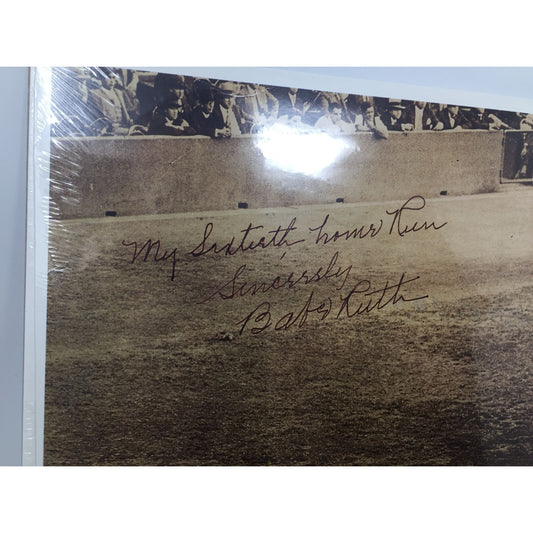 My Sixtieth home Run
Sincerely
Babe Ruth